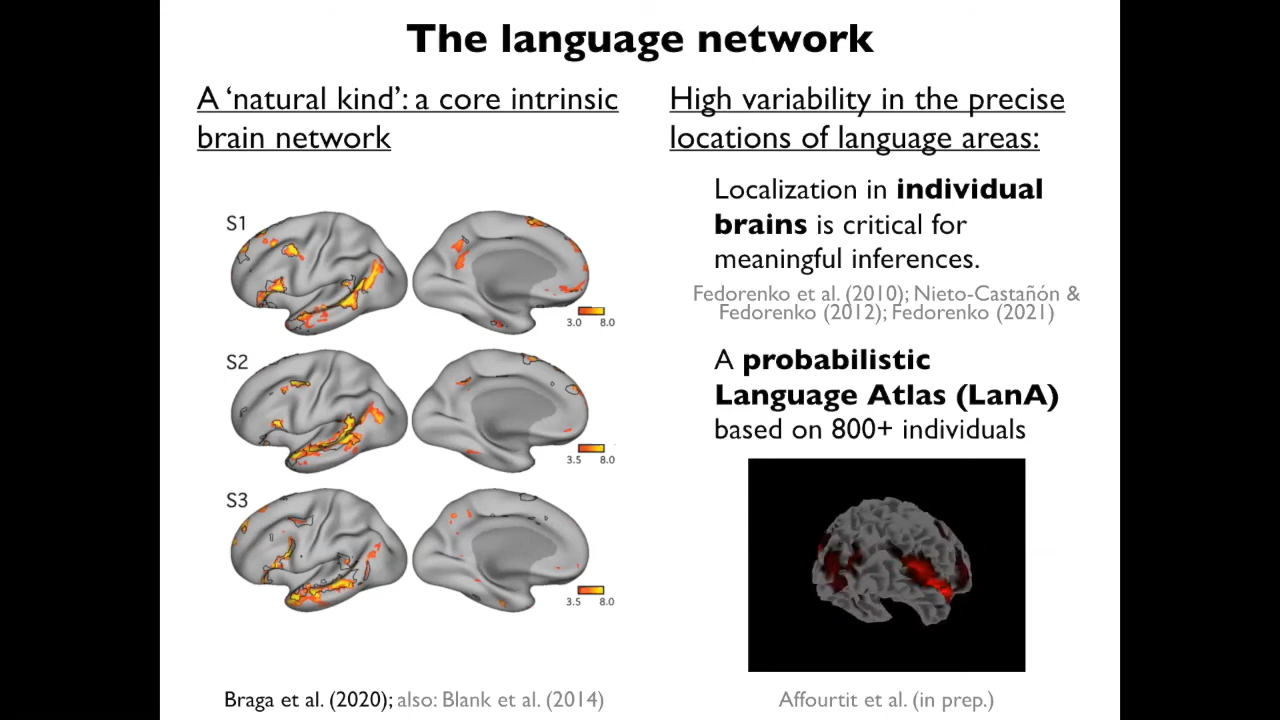 The language network
A ‘natural kind’: a core intrinsic
brain network
S1
3.0 8.0
S2
3.5 8.0
S3
3.5 8.0
Braga et al. (2020); also: Blank et al. (2014)
High variability in the precise
locations of language areas:
Localization in individual
brains is critical for
meaningful inferences.
Fedorenko et al. (2010); Nieto-Castañón &
Fedorenko (2012); Fedorenko (2021)
A probabilistic
Language Atlas (LanA)
based on 800+ individuals
Affourtit et al. (in prep.)